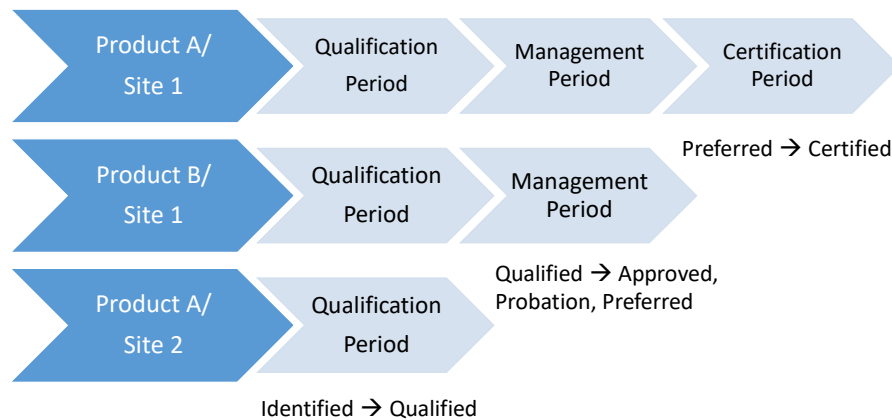 Product A/
Site 1
Qualification
Period
Management
Period
Certification
Period
Preferred → Certified
Product B/
Site 1
Qualification
Period
Management
Period
Qualified → Approved,
Probation, Preferred
Product A/
Site 2
Qualification
Period
Identified → Qualified